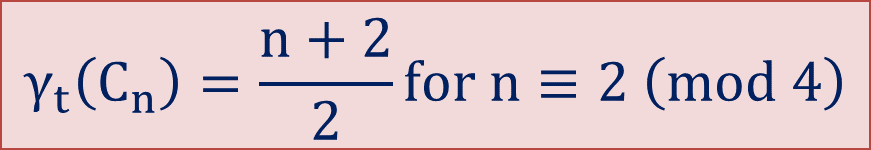 γₜ(Cₙ) = (n + 2)/2 for n ≡ 2 (mod 4)